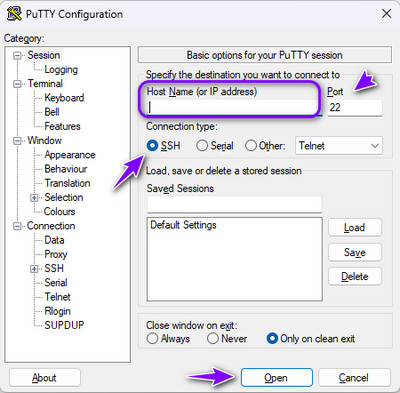 PuTTY Configuration
Category:
Session
Logging
Terminal
Keyboard
Bell
Features
Window
Appearance
Behaviour
Translation
Selection
Colours
Connection
Data
Proxy
SSH
Serial
Telnet
Rlogin
SUPDUP
Basic options for your PuTTY session
Specify the destination you want to connect to
Host Name (or IP address) Port
22
Connection type:
SSH Serial Other: Telnet
Load, save or delete a stored session
Saved Sessions
Default Settings
Load
Save
Delete
Close window on exit:
Always Never Only on clean exit
About Open Cancel